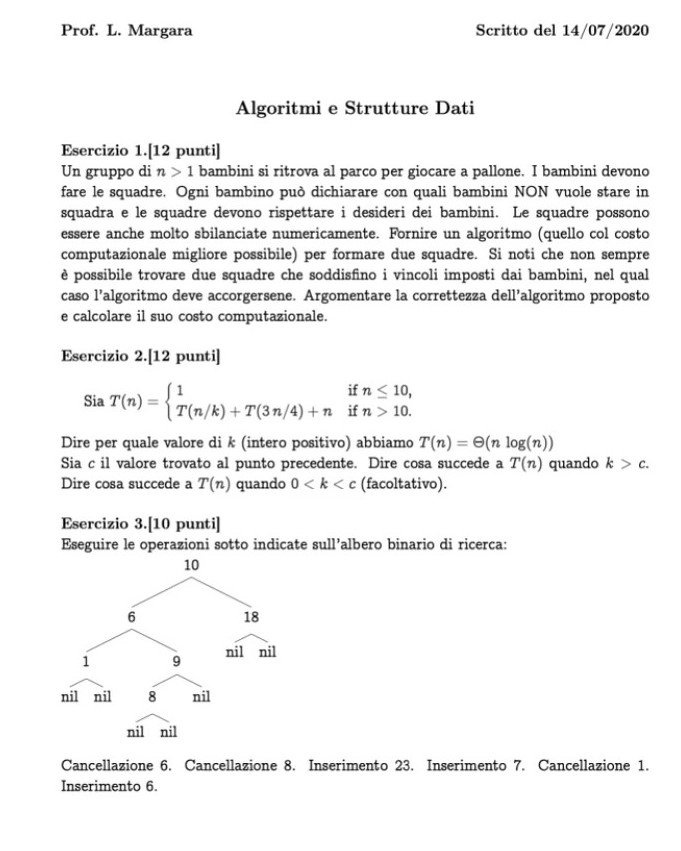 Prof. L. Margara Scritto del 14/07/2020
Algoritmi e Strutture Dati
Esercizio 1.[12 punti]
Un gruppo di n > 1 bambini si ritrova al parco per giocare a pallone. I bambini devono
fare le squadre. Ogni bambino può dichiarare con quali bambini NON vuole stare in
squadra e le squadre devono rispettare i desideri dei bambini. Le squadre possono
essere anche molto sbilanciate numericamente. Fornire un algoritmo (quello col costo
computazionale migliore possibile) per formare due squadre. Si noti che non sempre
è possibile trovare due squadre che soddisfino i vincoli imposti dai bambini, nel qual
caso l'algoritmo deve accorgersene. Argomentare la correttezza dell'algoritmo proposto
e calcolare il suo costo computazionale.
Esercizio 2.[12 punti]
Sia T(n) = { 1 if n ≤ 10,
T(n/k) + T(3n/4) + n if n > 10.
Dire per quale valore di k (intero positivo) abbiamo T(n) = Θ(n log(n))
Sia c il valore trovato al punto precedente. Dire cosa succede a T(n) quando k > c.
Dire cosa succede a T(n) quando 0 < k < c (facoltativo).
Esercizio 3.[10 punti]
Eseguire le operazioni sotto indicate sull'albero binario di ricerca:
10
6 18
nil nil
1 9
nil nil 8 nil
nil nil
Cancellazione 6. Cancellazione 8. Inserimento 23. Inserimento 7. Cancellazione 1.
Inserimento 6.